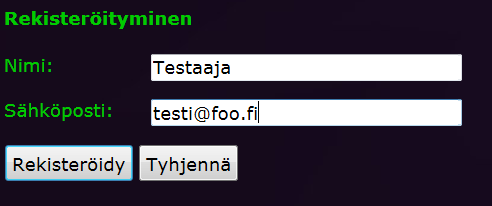 Rekisteröityminen
Nimi: Testaaja
Sähköposti: testi@foo.fi
Rekisteröidy Tyhjennä